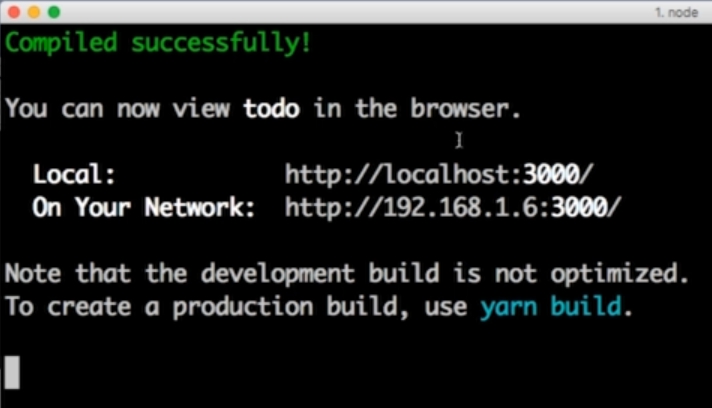 1. node
Compiled successfully!
You can now view todo in the browser.
Local: http://localhost:3000/
On Your Network: http://192.168.1.6:3000/
Note that the development build is not optimized.
To create a production build, use yarn build.